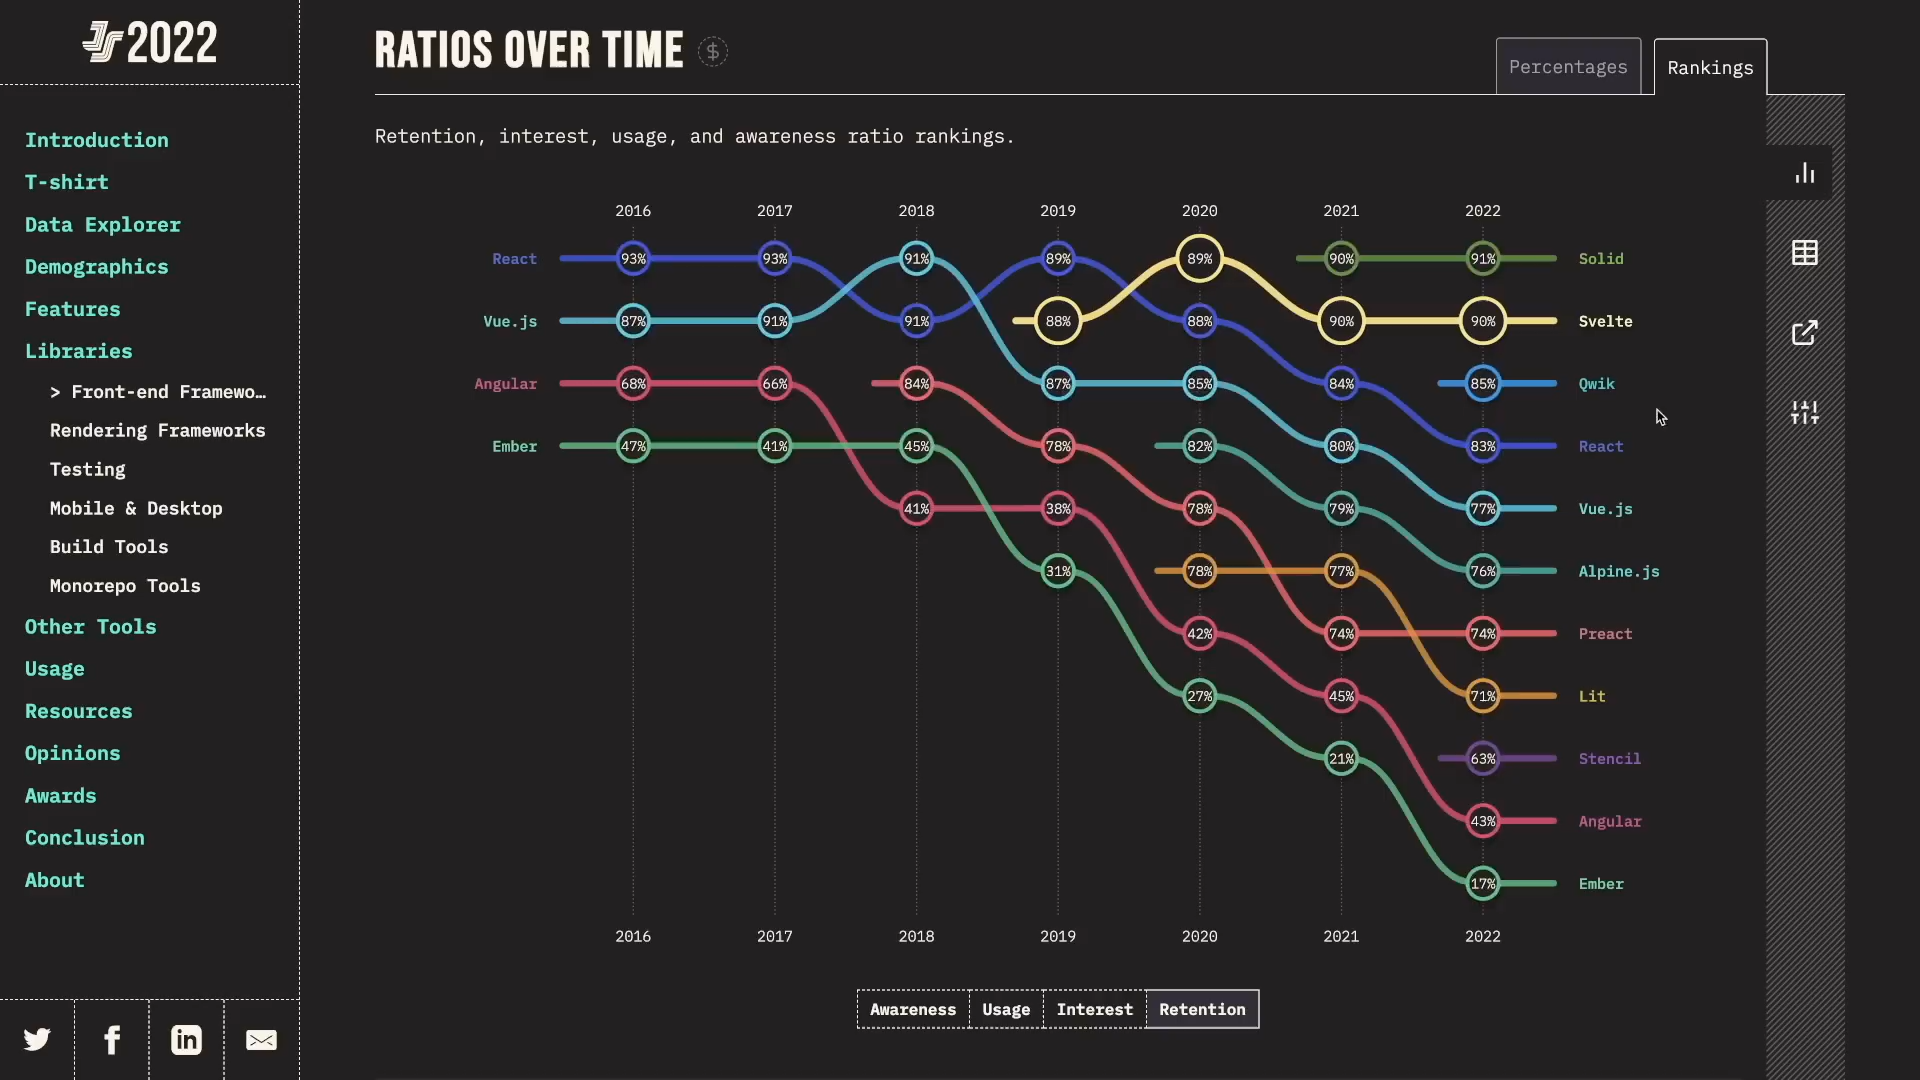 JS 2022
Introduction
T-shirt
Data Explorer
Demographics
Features
Libraries
> Front-end Framewo…
Rendering Frameworks
Testing
Mobile & Desktop
Build Tools
Monorepo Tools
Other Tools
Usage
Resources
Opinions
Awards
Conclusion
About
f
in
RATIOS OVER TIME $
Percentages
Rankings
Retention, interest, usage, and awareness ratio rankings.
2016 2017 2018 2019 2020 2021 2022
React 93% 93% 91% 89% 89% 90% 91% Solid
Vue.js 87% 91% 91% 88% 88% 90% 90% Svelte
Angular 68% 66% 84% 87% 85% 84% 85% Qwik
Ember 47% 41% 45% 78% 82% 80% 83% React
41% 38% 78% 79% 77% Vue.js
31% 78% 77% 76% Alpine.js
42% 74% 74% Preact
27% 45% 71% Lit
21% 63% Stencil
43% Angular
17% Ember
2016 2017 2018 2019 2020 2021 2022
Awareness Usage Interest Retention